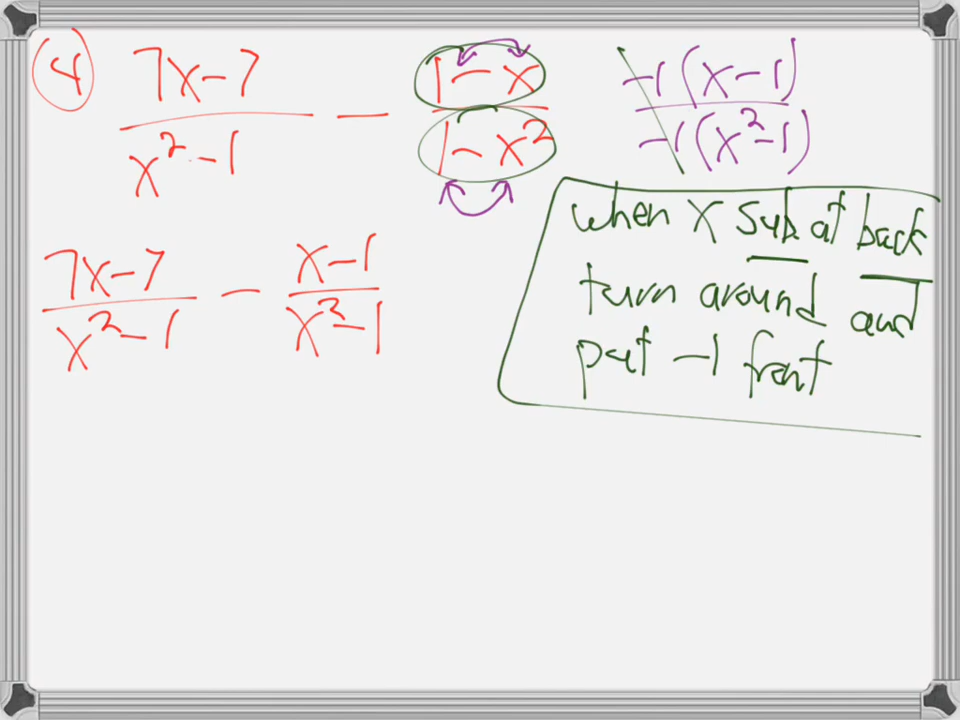 ④ (7x-7)/(x²-1) - (1-x)/(1-x²) -1(x-1)/-1(x²-1)
(7x-7)/(x²-1) - (x-1)/(x²-1)
when x sub. at back
turn around and
put -1 front